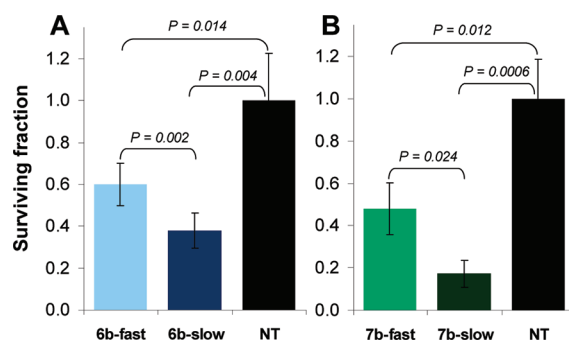 A
B
P = 0.014
P = 0.012
P = 0.004
P = 0.0006
P = 0.002
P = 0.024
Surviving fraction
1.2
1.0
0.8
0.6
0.4
0.2
0.0
1.2
1.0
0.8
0.6
0.4
0.2
0.0
6b-fast 6b-slow NT
7b-fast 7b-slow NT